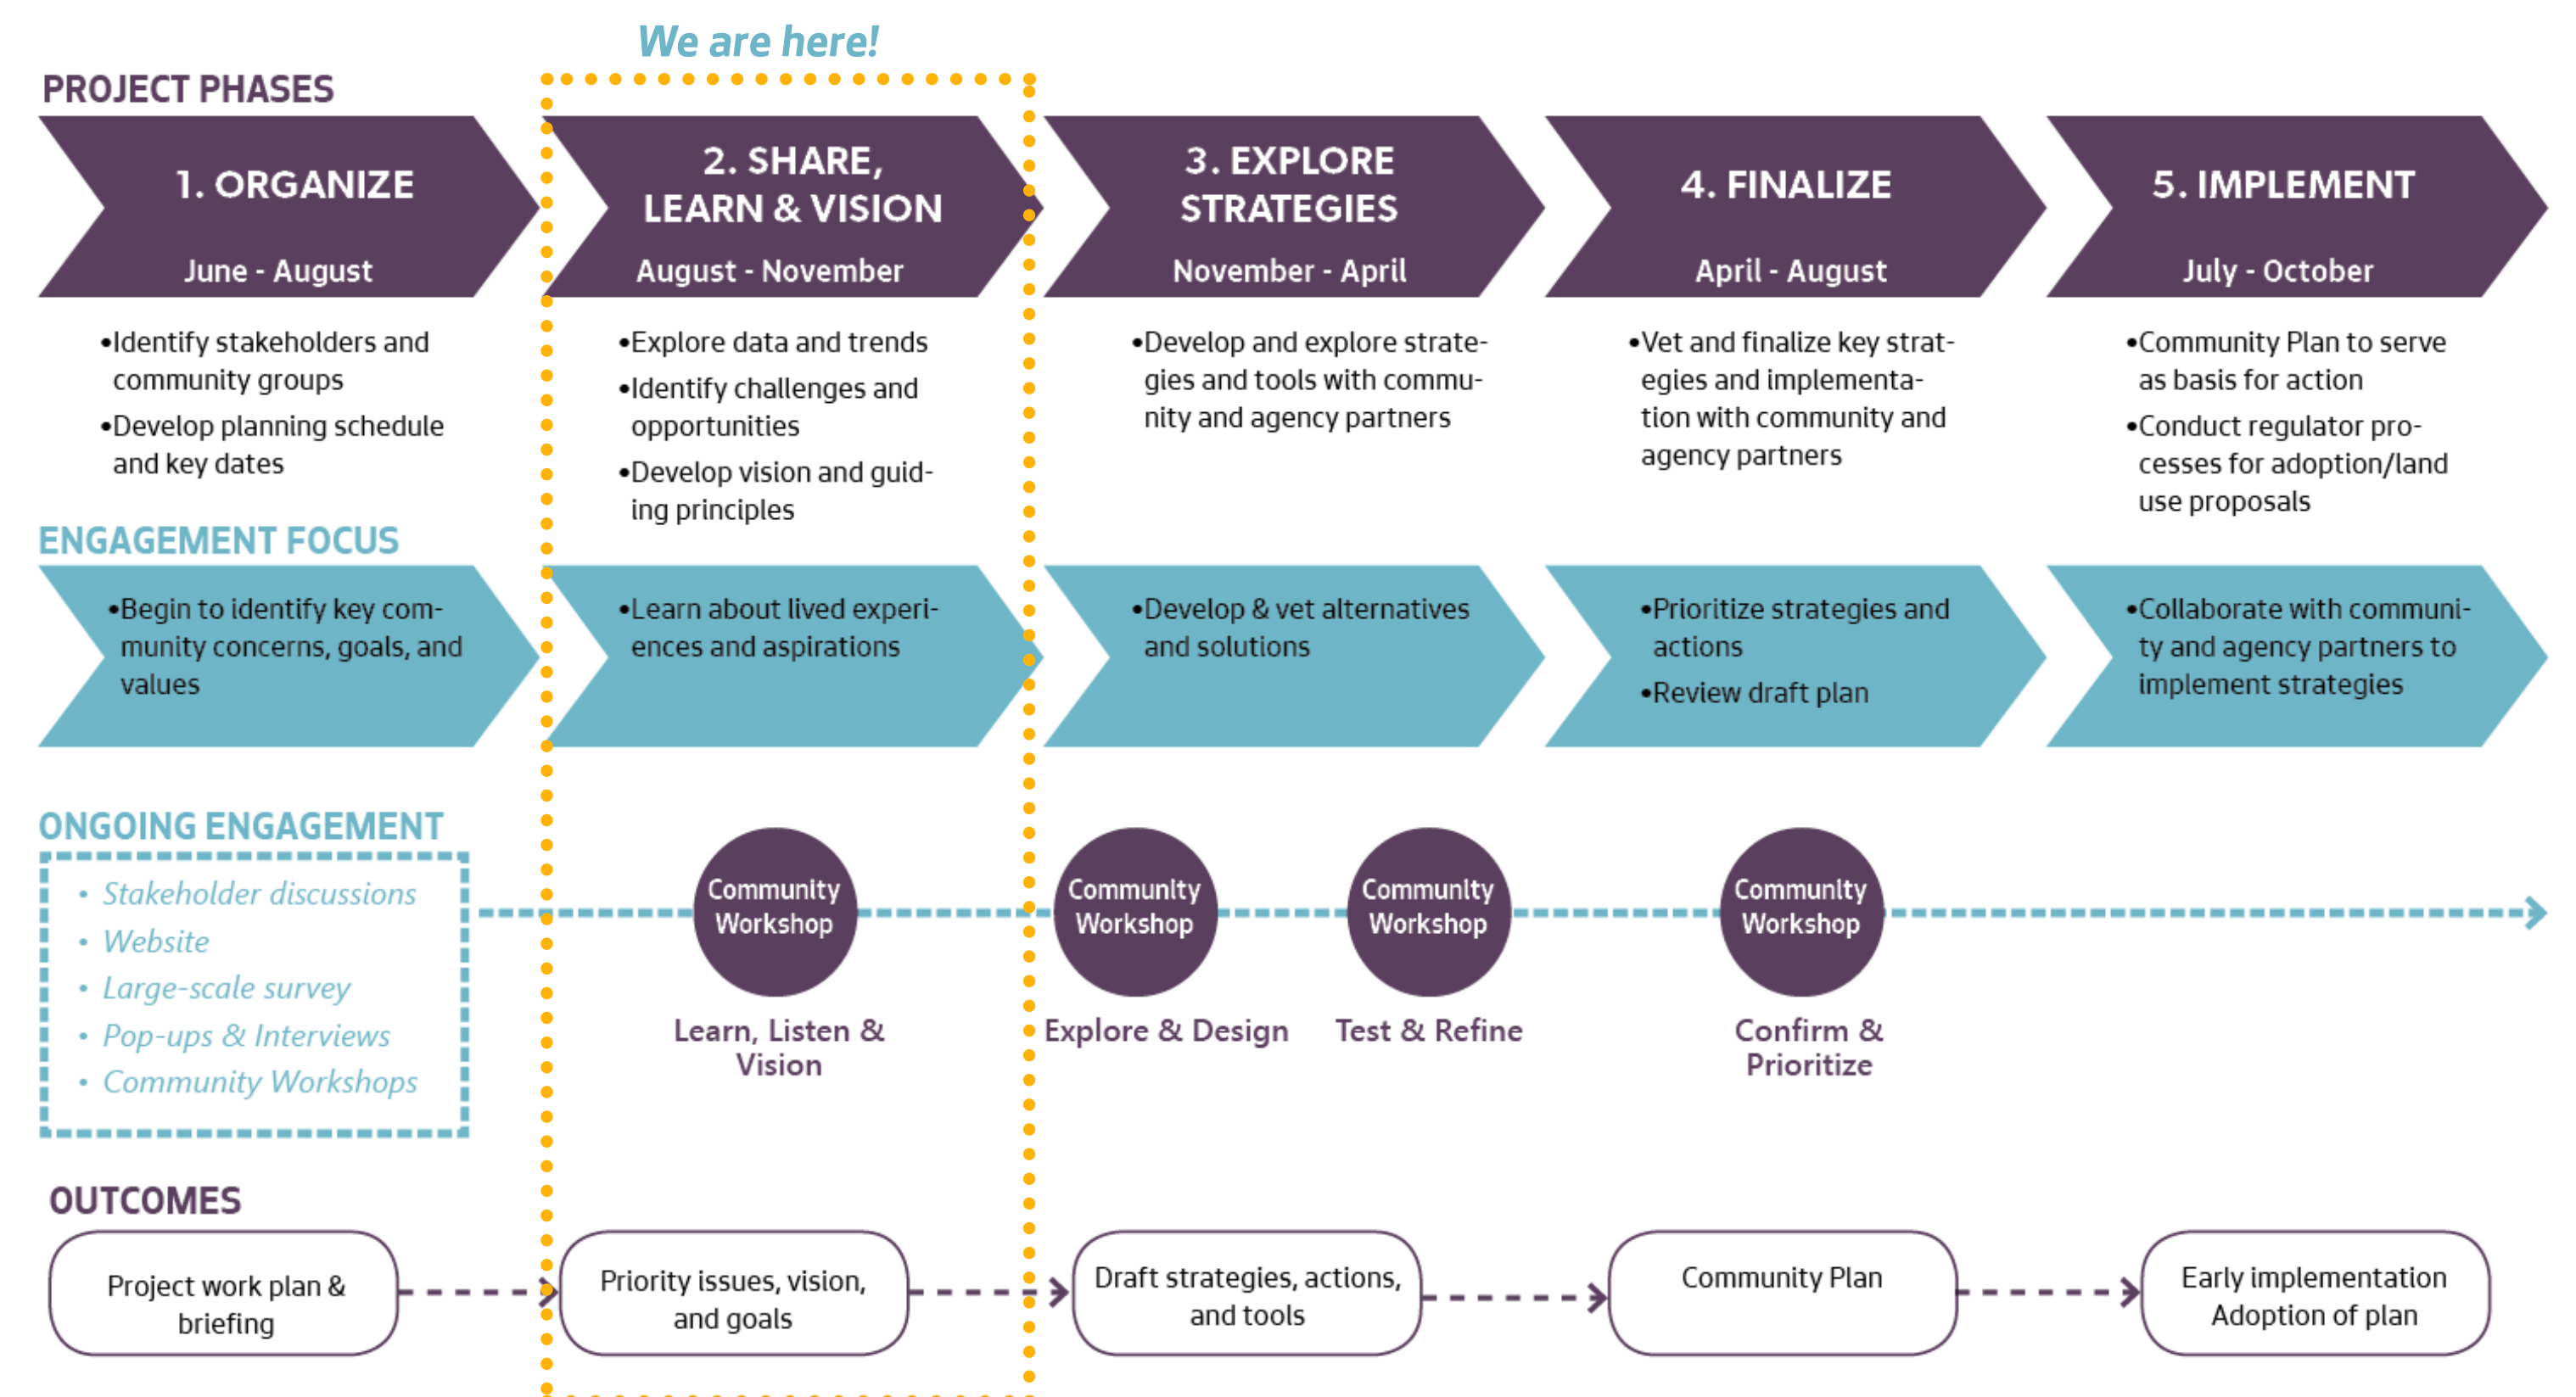 We are here!
PROJECT PHASES
1. ORGANIZE
June - August
2. SHARE,
LEARN & VISION
August - November
3. EXPLORE
STRATEGIES
November - April
4. FINALIZE
April - August
5. IMPLEMENT
July - October
•Identify stakeholders and
community groups
•Develop planning schedule
and key dates
•Explore data and trends
•Identify challenges and
opportunities
•Develop vision and guid-
ing principles
•Develop and explore strate-
gies and tools with commu-
nity and agency partners
•Vet and finalize key strat-
egies and implementa-
tion with community and
agency partners
•Community Plan to serve
as basis for action
•Conduct regulator pro-
cesses for adoption/land
use proposals
ENGAGEMENT FOCUS
•Begin to identify key com-
munity concerns, goals, and
values
•Learn about lived experi-
ences and aspirations
•Develop & vet alternatives
and solutions
•Prioritize strategies and
actions
•Review draft plan
•Collaborate with communi-
ty and agency partners to
implement strategies
ONGOING ENGAGEMENT
• Stakeholder discussions
• Website
• Large-scale survey
• Pop-ups & Interviews
• Community Workshops
Community
Workshop
Learn, Listen &
Vision
Community
Workshop
Explore & Design
Community
Workshop
Test & Refine
Community
Workshop
Confirm &
Prioritize
OUTCOMES
Project work plan &
briefing
Priority issues, vision,
and goals
Draft strategies, actions,
and tools
Community Plan
Early implementation
Adoption of plan